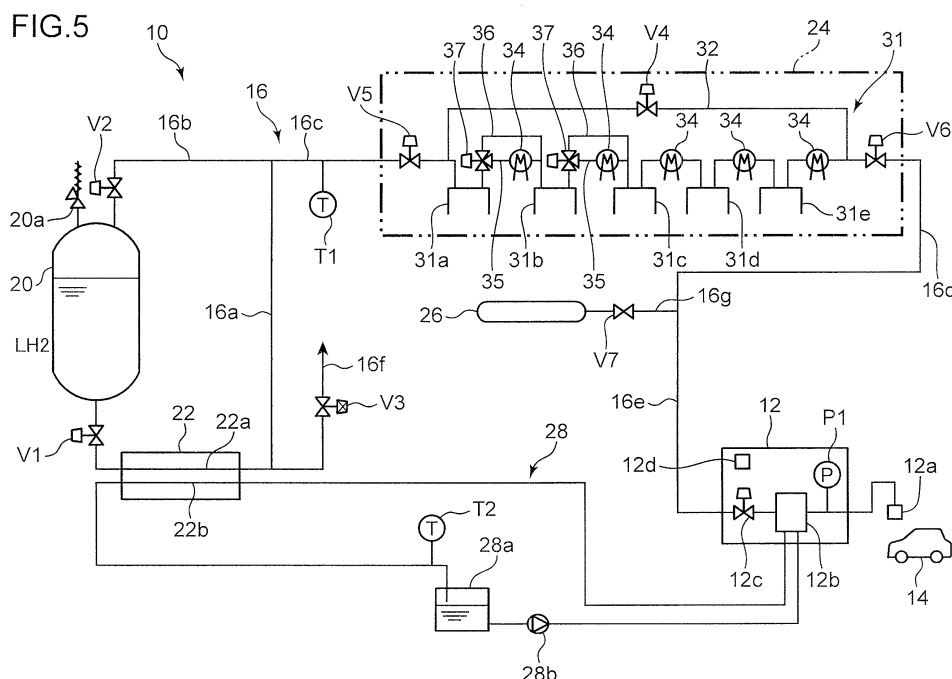 FIG.5
10
37 36 34 37 36 34 V4 32 24 31
V5
16
16b
16c
V2
34 34 34
V6
20a
T
T1
31a 35 31b 35 31c 31d 31e
20
16a
26
16g
16d
V7
LH2
16f
V3
16e
V1
22
22a
28
12
P1
12d
P
12a
22b
T
T2
28a
12c
12b
14
28b